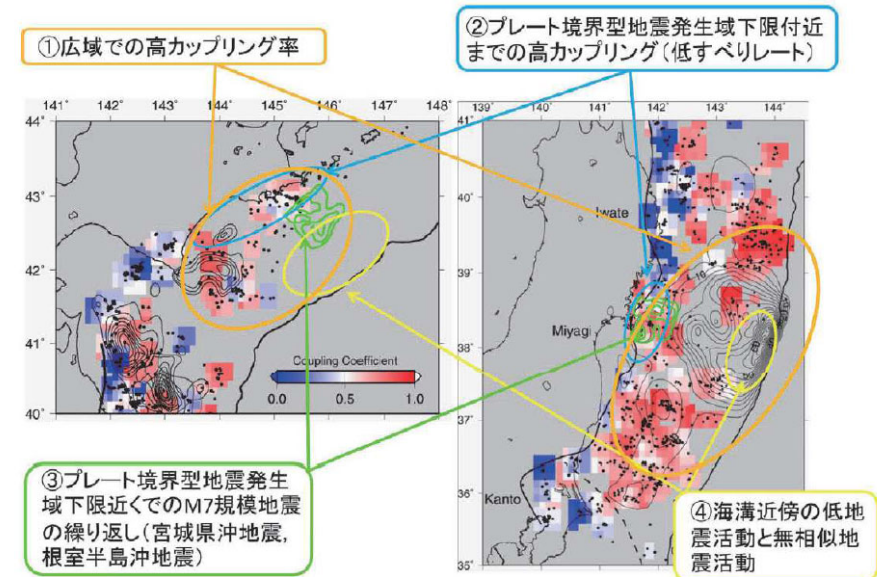 ①広域での高カップリング率
②プレート境界型地震発生域下限付近
までの高カップリング(低すべりレート)
141° 142° 143° 144° 145° 146° 147° 148°
44°
43°
42°
41°
40°
Coupling Coefficient
0.0 0.5 1.0
139° 140° 141° 142° 143° 144°
40°
39°
38°
37°
36°
35°
Iwate
Miyagi
Kanto
③プレート境界型地震発生
域下限近くでのM7規模地震
の繰り返し(宮城県沖地震,
根室半島沖地震)
④海溝近傍の低地
震活動と無相似地
震活動